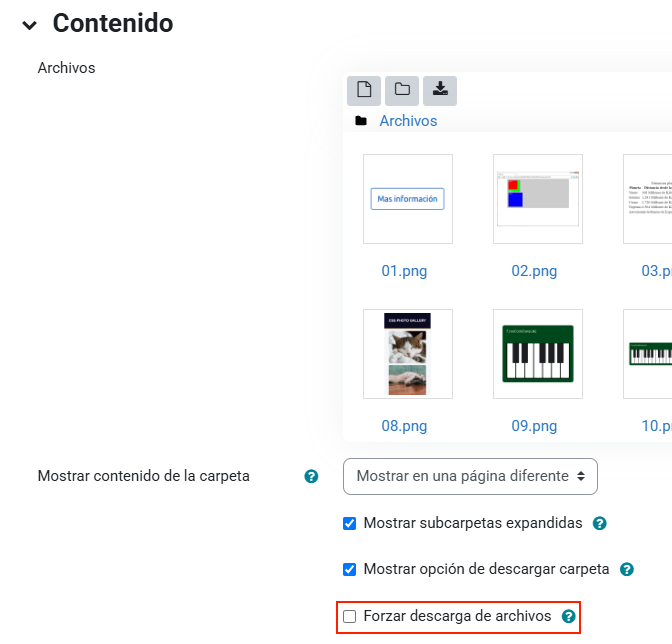 Contenido
Archivos
Archivos
Mas información
01.png
02.png
03.p
CSS PHOTO GALLERY
08.png
09.png
10.p
Mostrar contenido de la carpeta
Mostrar en una página diferente
Mostrar subcarpetas expandidas
Mostrar opción de descargar carpeta
Forzar descarga de archivos